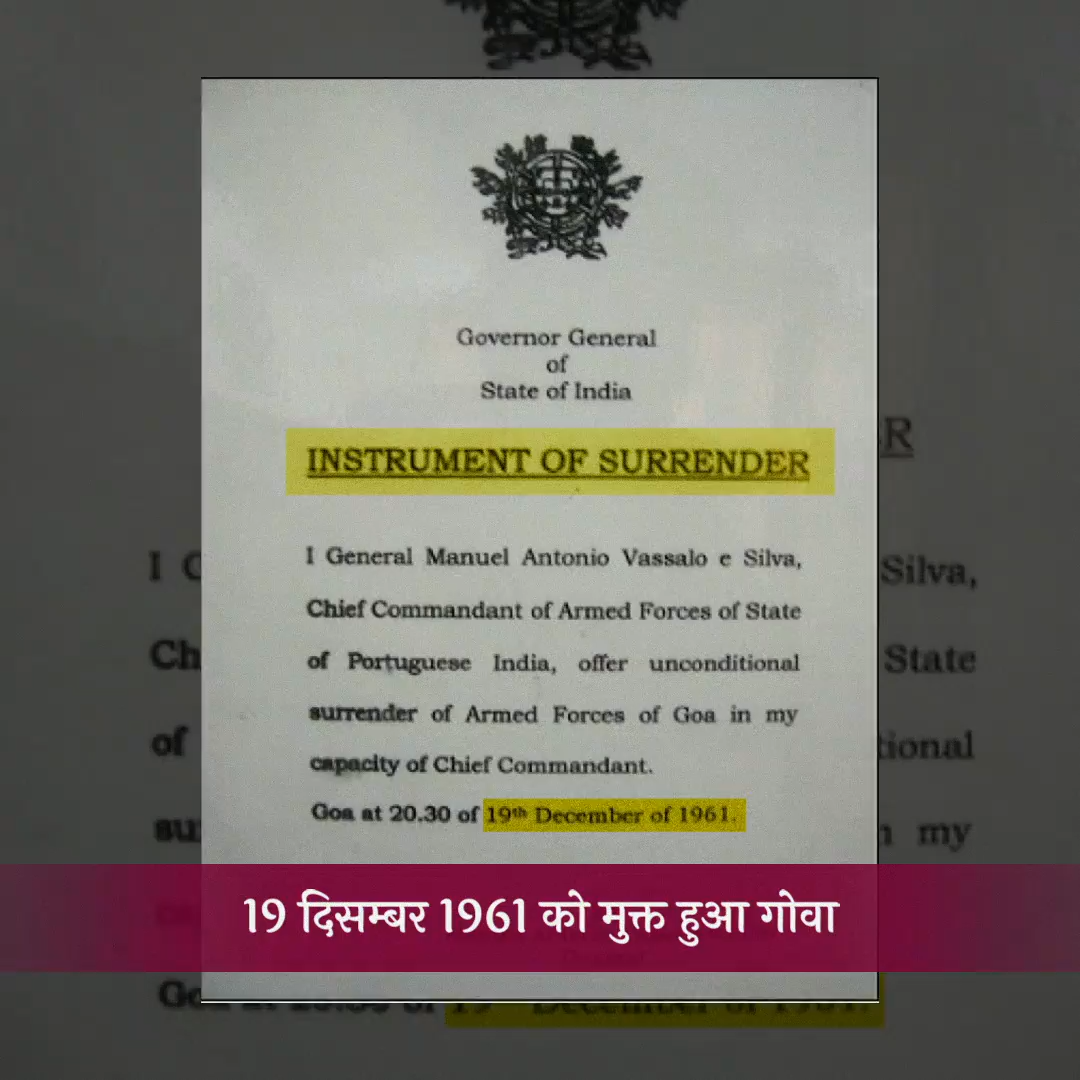 Governor General
of
State of India
INSTRUMENT OF SURRENDER
I General Manuel Antonio Vassalo e Silva,
Chief Commandant of Armed Forces of State
of Portuguese India, offer unconditional
surrender of Armed Forces of Goa in my
capacity of Chief Commandant.
Goa at 20.30 of 19th December of 1961.
19 दिसम्बर 1961 को मुक्त हुआ गोवा